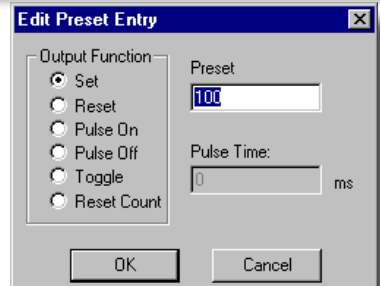 Edit Preset Entry
Output Function
Set
Reset
Pulse On
Pulse Off
Toggle
Reset Count
Preset
100
Pulse Time:
0 ms
OK Cancel